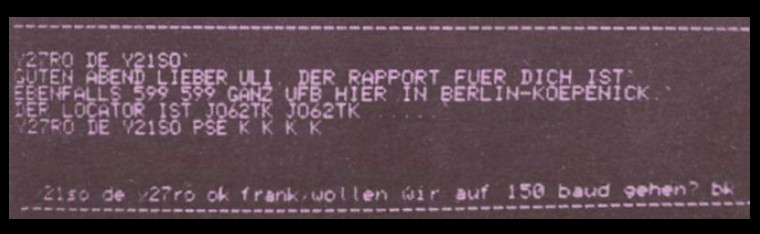 Y27RO DE Y21SO
GUTEN ABEND LIEBER ULI. DER RAPPORT FUER DICH IST
EBENFALLS 599 599 GANZ UFB HIER IN BERLIN-KOEPENICK.
DER LOCATOR IST JO62TK JO62TK .....
Y27RO DE Y21SO PSE K K K K
y21so de y27ro ok frank,wollen wir auf 150 baud gehen? bk